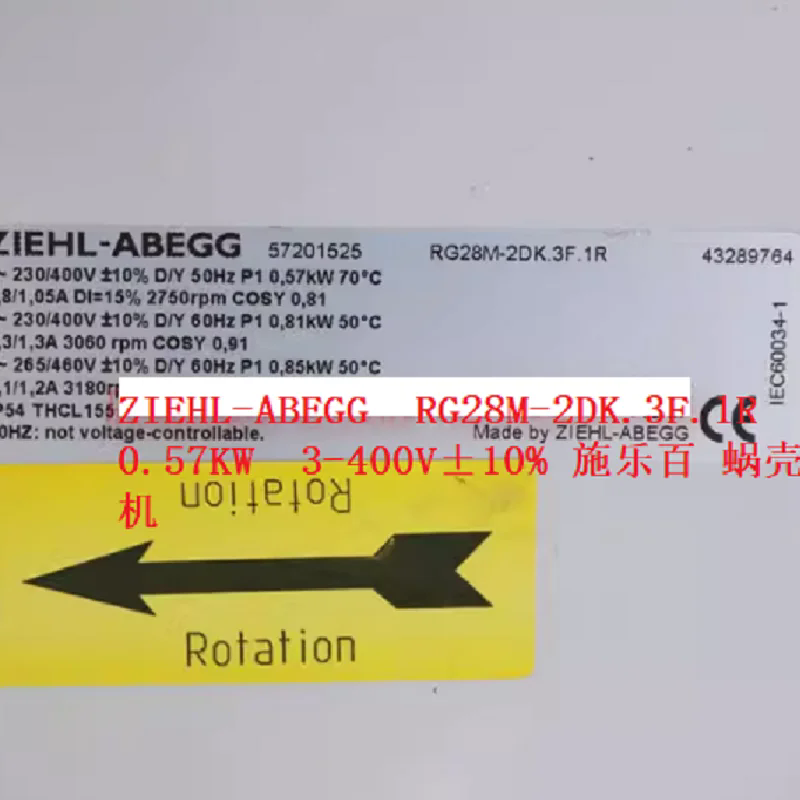 ZIEHL-ABEGG 57201525 RG28M-2DK.3F.1R 43289764
~ 230/400V ±10% D/Y 50Hz P1 0,57kW 70°C
,8/1,05A DI=15% 2750rpm COSY 0,81
~ 230/400V ±10% D/Y 60Hz P1 0,81kW 50°C
,3/1,3A 3060 rpm COSY 0,91
~ 265/460V ±10% D/Y 60Hz P1 0,85kW 50°C
,1/1,2A 3180rp
P54 THCL155
0HZ: not voltage-controllable. Made by ZIEHL-ABEGG CE
IEC60034-1
ZIEHL-ABEGG RG28M-2DK.3F.1R
0.57KW 3-400V±10% 施乐百 蜗壳
机
Rotation
Rotation